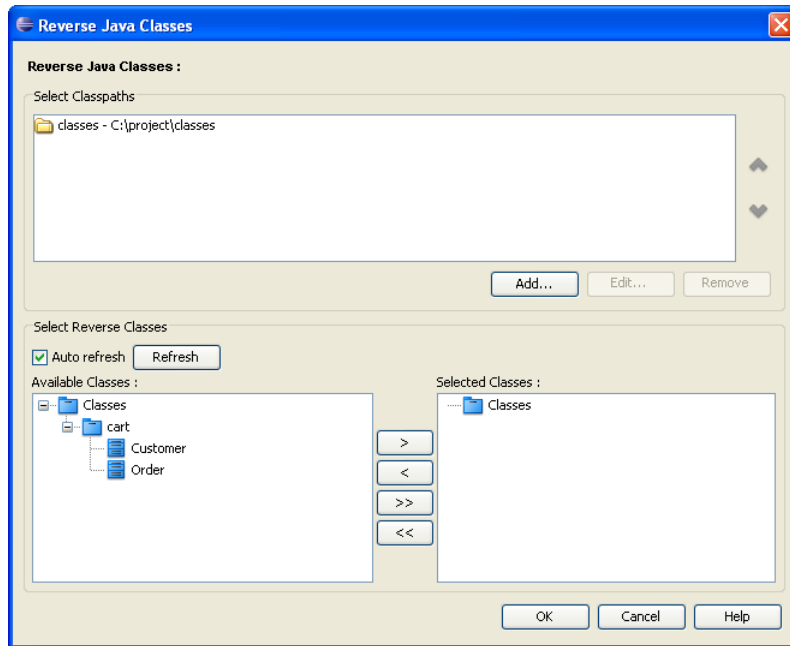 Reverse Java Classes
Reverse Java Classes :
Select Classpaths
classes - C:\project\classes
Add... Edit... Remove
Select Reverse Classes
Auto refresh Refresh
Available Classes : Selected Classes :
Classes Classes
cart
Customer
Order
>
<
>>
<<
OK Cancel Help